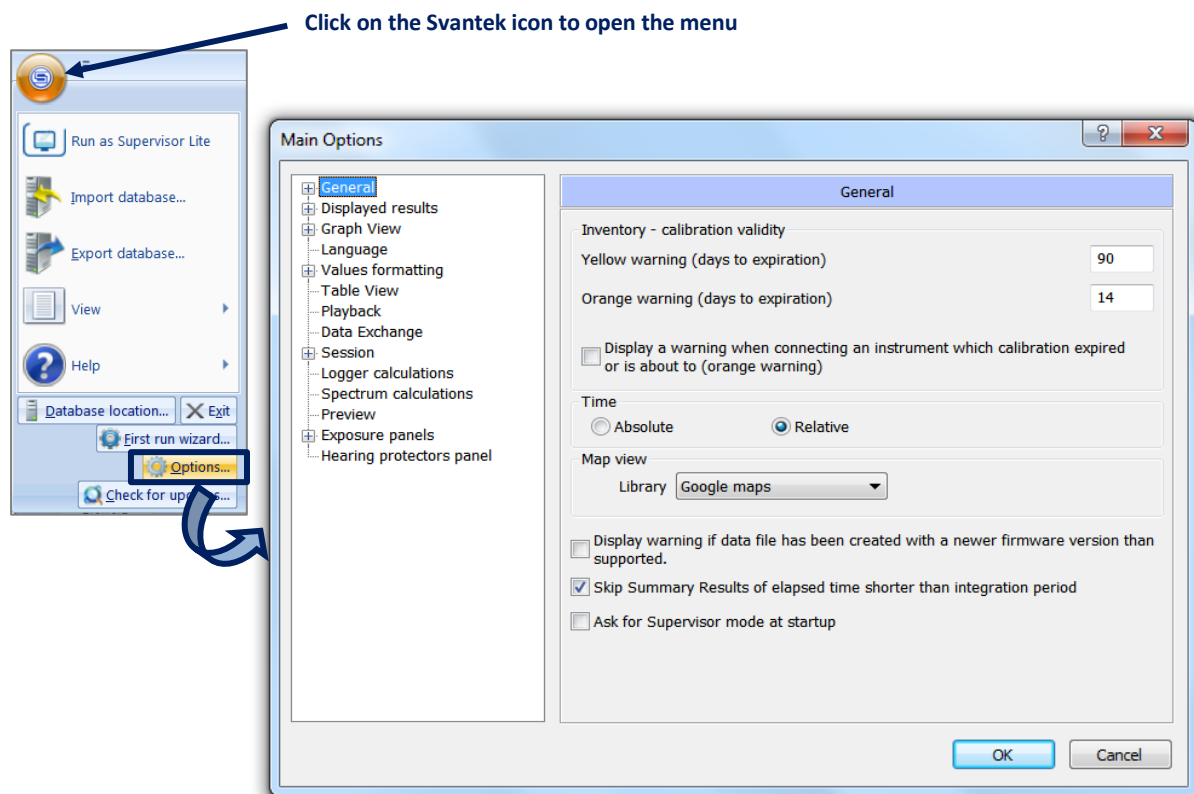 Click on the Svantek icon to open the menu
Run as Supervisor Lite
Import database...
Export database...
View
Help
Database location...
Exit
First run wizard...
Options...
Check for up
s...
Main Options
General
Displayed results
Graph View
Language
Values formatting
Table View
Playback
Data Exchange
Session
Logger calculations
Spectrum calculations
Preview
Exposure panels
Hearing protectors panel
General
Inventory - calibration validity
Yellow warning (days to expiration) 90
Orange warning (days to expiration) 14
Display a warning when connecting an instrument which calibration expired
or is about to (orange warning)
Time
Absolute Relative
Map view
Library Google maps
Display warning if data file has been created with a newer firmware version than
supported.
Skip Summary Results of elapsed time shorter than integration period
Ask for Supervisor mode at startup
OK Cancel